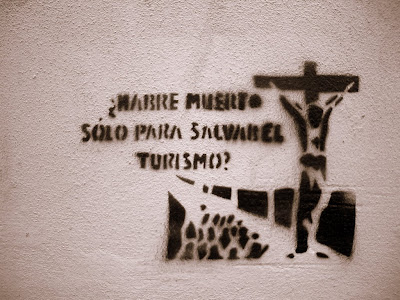 ¿HABRE MUERTO
SÓLO PARA SALVAR EL
TURISMO?